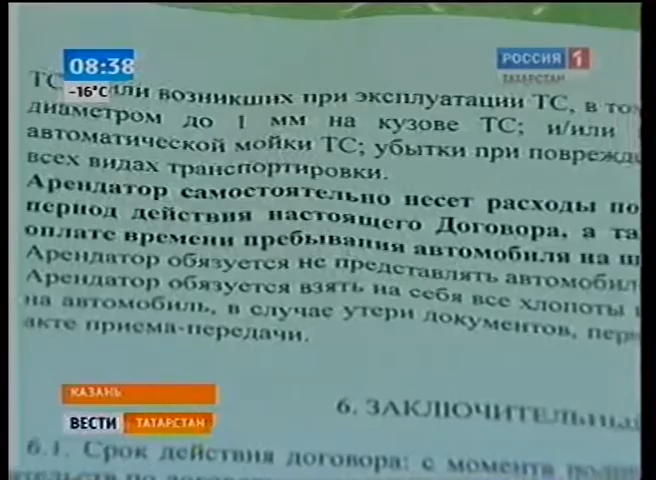 08:38
-16°C
РОССИЯ 1
ТАТАРСТАН
ТС или возникших при эксплуатации ТС, в
диаметром до 1 мм на кузове ТС; и/или
автоматической мойки ТС; убытки при поврежд
всех видах транспортировки.
Арендатор самостоятельно несет расходы по
период действия настоящего Договора, а та
оплате времени пребывания автомобиля на ш
Арендатор обязуется не представлять автомобил
Арендатор обязуется взять на себя все хлопоты
на автомобиль, в случае утери документов, пер
акте приема-передачи.
КАЗАНЬ
ВЕСТИ ТАТАРСТАН
6. ЗАКЛЮЧИТЕЛЬНЫ
6.1. Срок действия договора: с момента